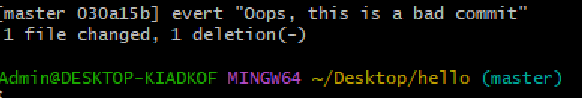 [master 030a15b] evert "Oops, this is a bad commit"
1 file changed, 1 deletion(-)
Admin@DESKTOP-KIADKOF MINGW64 ~/Desktop/hello (master)